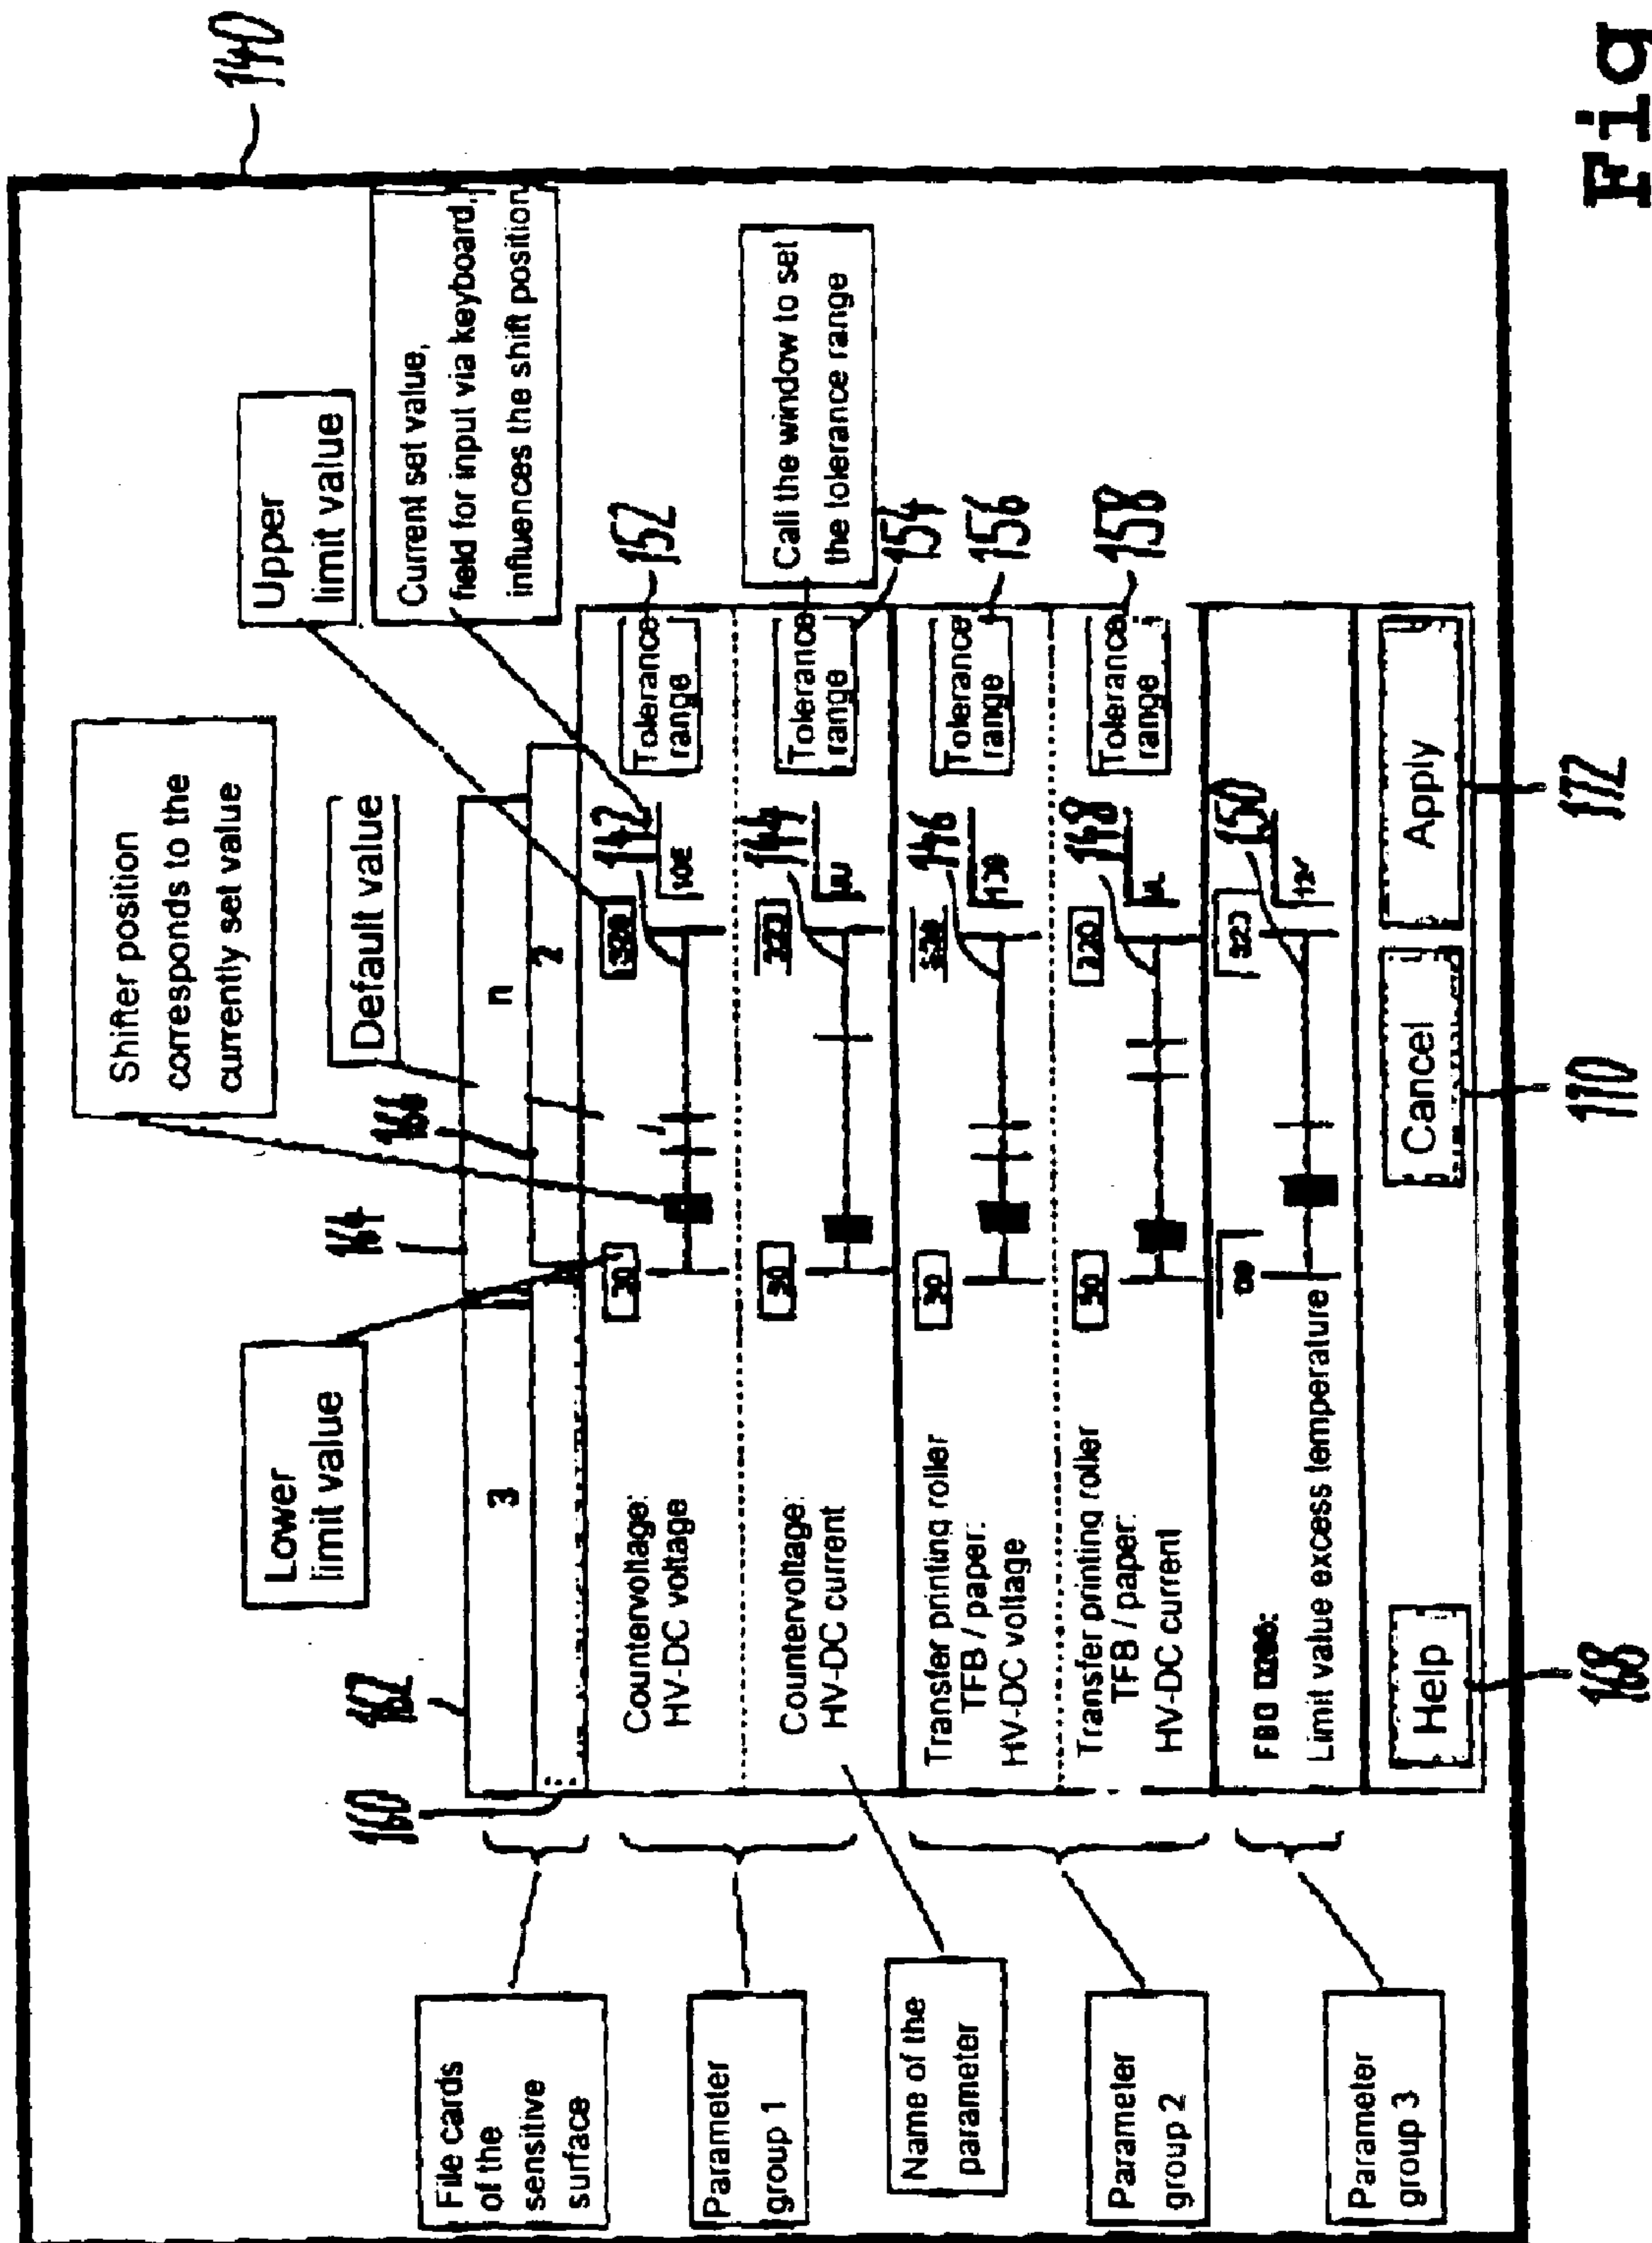 140
Shifter position
corresponds to the
currently set value
Default value
Upper
limit value
Current set value,
field for input via keyboard,
influences the shift position
Lower
limit value
160
162
164
166
3
n
2
File cards
of the
sensitive
surface
Parameter
group 1
Name of the
parameter
Parameter
group 2
Parameter
group 3
Countervoltage:
HV-DC voltage
142
Tolerance
range
152
Countervoltage:
HV-DC current
144
Tolerance
range
154
Call the window to set
the tolerance range
Transfer printing roller
TFB / paper:
HV-DC voltage
146
Tolerance
range
156
Transfer printing roller
TFB / paper:
HV-DC current
220
148
Tolerance
range
158
Limit value excess temperature
150
Help
Cancel
Apply
168
170
172
Fig